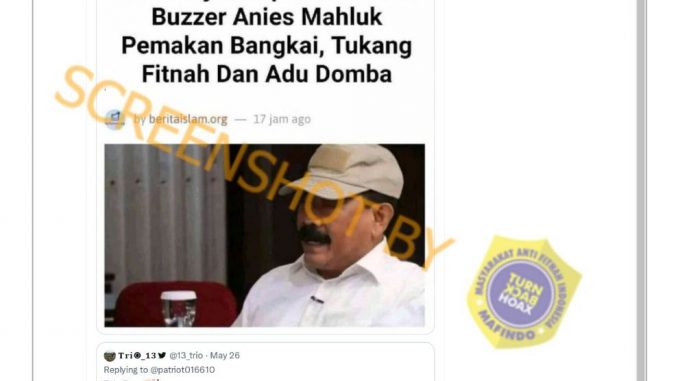 Buzzer Anies Mahluk
Pemakan Bangkai, Tukang
Fitnah Dan Adu Domba
by beritaislam.org — 17 jam ago
SCREENSHOT BY
MASYARAKAT ANTI FITNAH INDONESIA
TURN
BACK
HOAX
MAFINDO
Tri®_13 @13_trio · May 26
Replying to @patriot016610